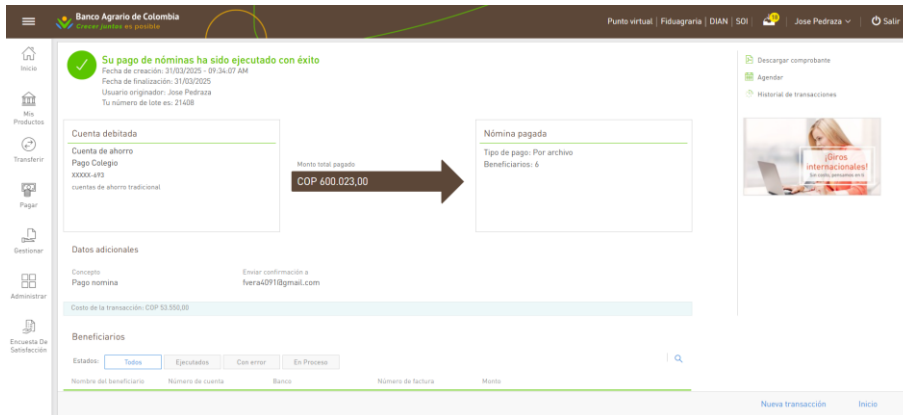 Banco Agrario de Colombia
Crecer juntos es posible
Punto virtual | Fiduagraria | DIAN | SOI
Jose Pedraza
Salir
Inicio
Mis
Productos
Transferir
Pagar
Gestionar
Administrar
Encuesta De
Satisfacción
Su pago de nóminas ha sido ejecutado con éxito
Fecha de creación: 31/03/2025 - 09:34:07 AM
Fecha de finalización: 31/03/2025
Usuario originador: Jose Pedraza
Tu número de lote es: 21408
Descargar comprobante
Agendar
Historial de transacciones
Cuenta debitada
Cuenta de ahorro
Pago Colegio
XXXXX-693
cuentas de ahorro tradicional
Monto total pagado
COP 600.023,00
Nómina pagada
Tipo de pago: Por archivo
Beneficiarios: 6
¡Giros
internacionales!
Datos adicionales
Concepto
Pago nomina
Enviar confirmación a
fvera4091@gmail.com
Costo de la transacción: COP 53.550,00
Beneficiarios
Estados: Todos Ejecutados Con error En Proceso
Nombre del beneficiario Número de cuenta Banco Número de factura Monto
Nueva transacción Inicio